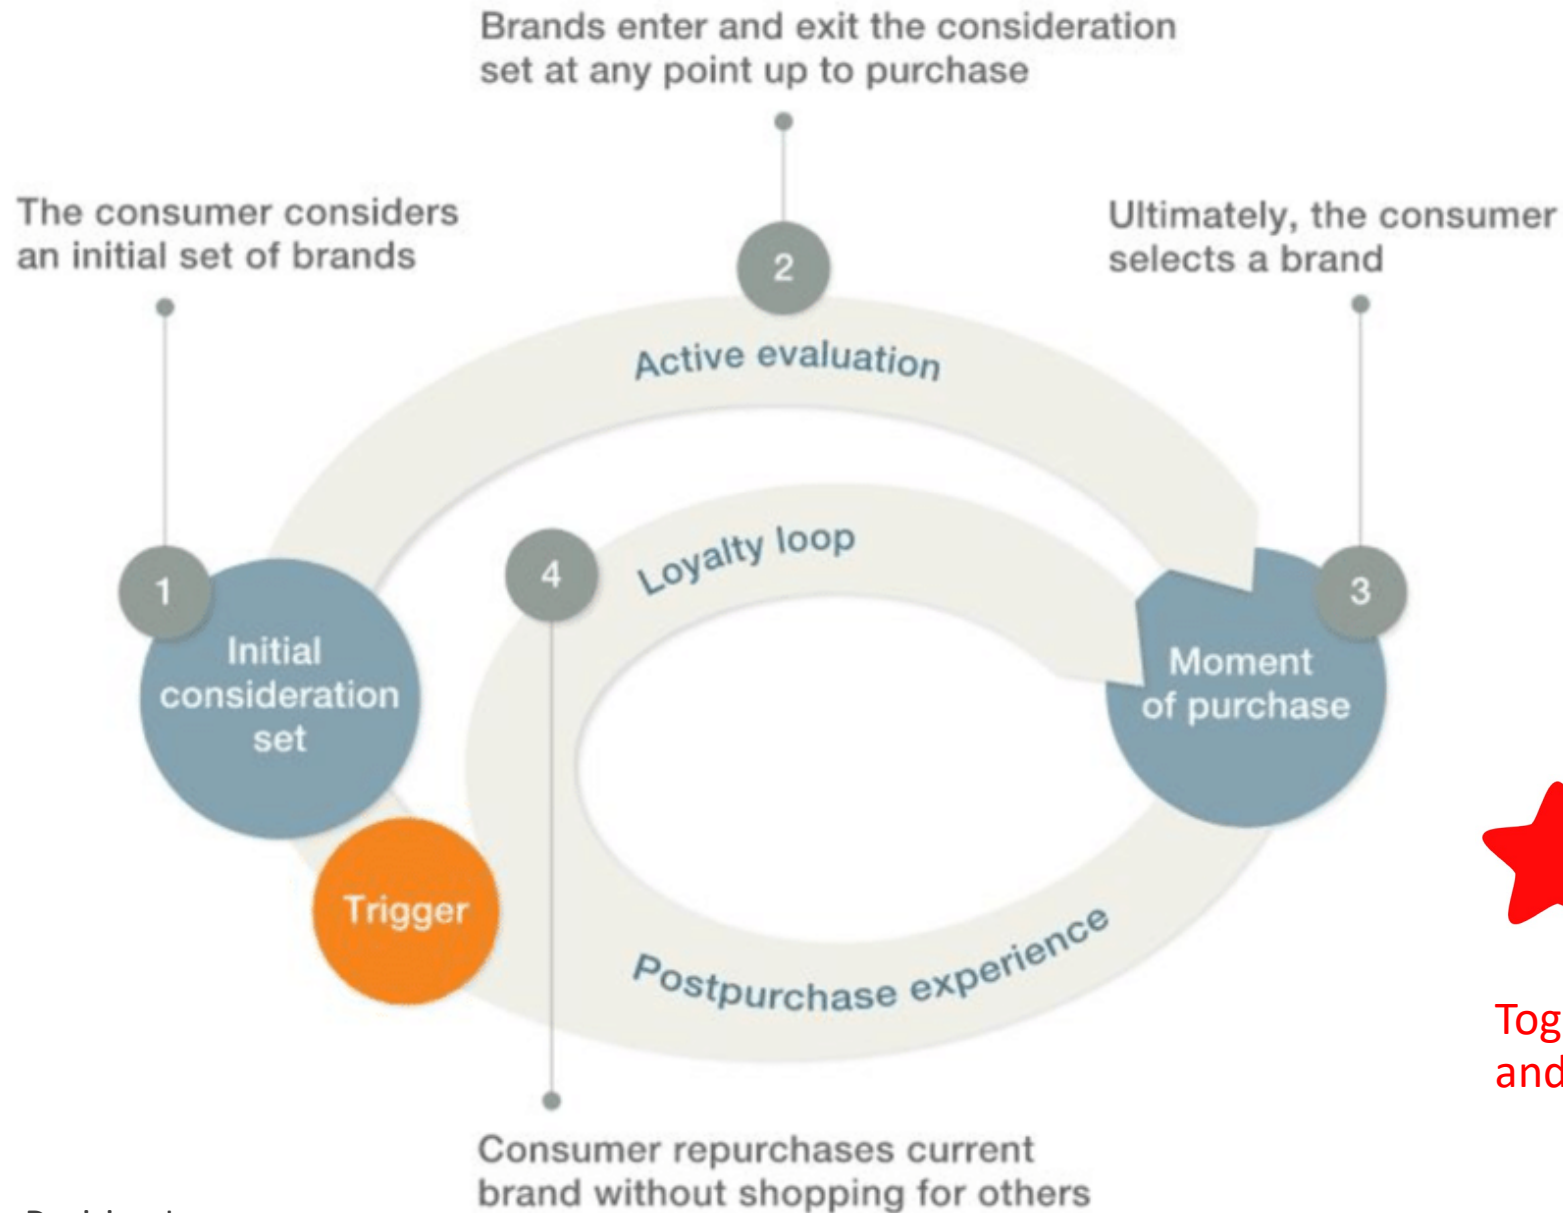 Brands enter and exit the consideration
set at any point up to purchase
The consumer considers
an initial set of brands
Ultimately, the consumer
selects a brand
2
Active evaluation
1
Initial
consideration
set
4
Loyalty loop
3
Moment
of purchase
Trigger
Postpurchase experience
Tog
and
Consumer repurchases current
brand without shopping for others